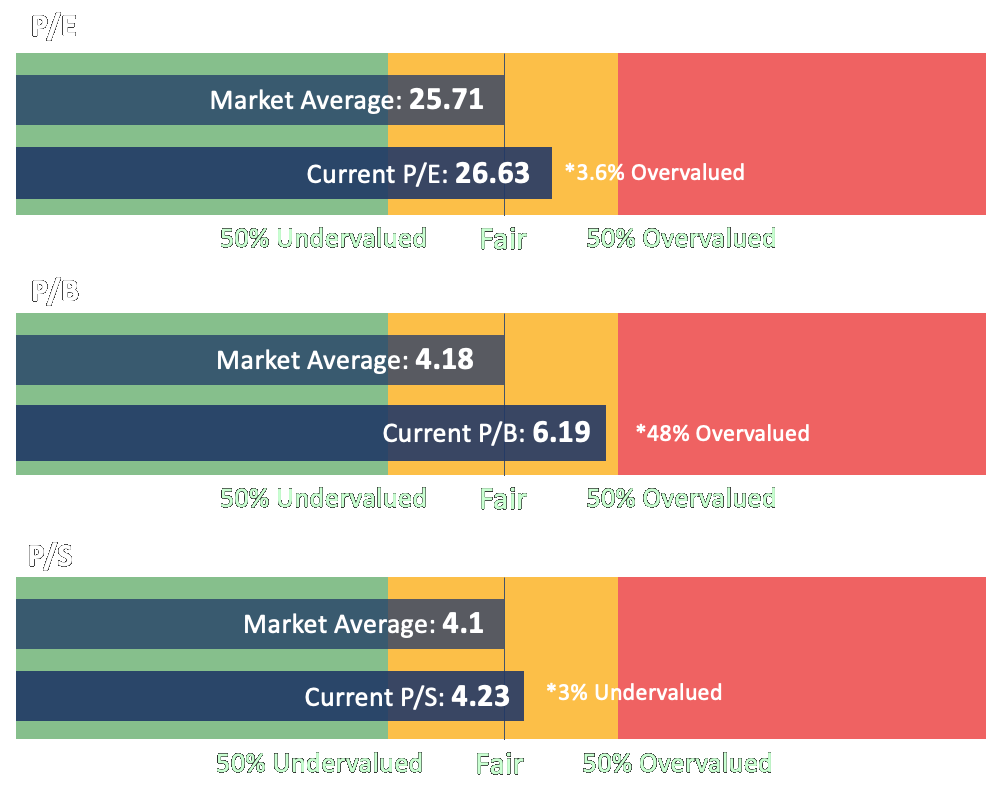 P/E
Market Average: 25.71
Current P/E: 26.63
*3.6% Overvalued
50% Undervalued
Fair
50% Overvalued
P/B
Market Average: 4.18
Current P/B: 6.19
*48% Overvalued
50% Undervalued
Fair
50% Overvalued
P/S
Market Average: 4.1
Current P/S: 4.23
*3% Undervalued
50% Undervalued
Fair
50% Overvalued